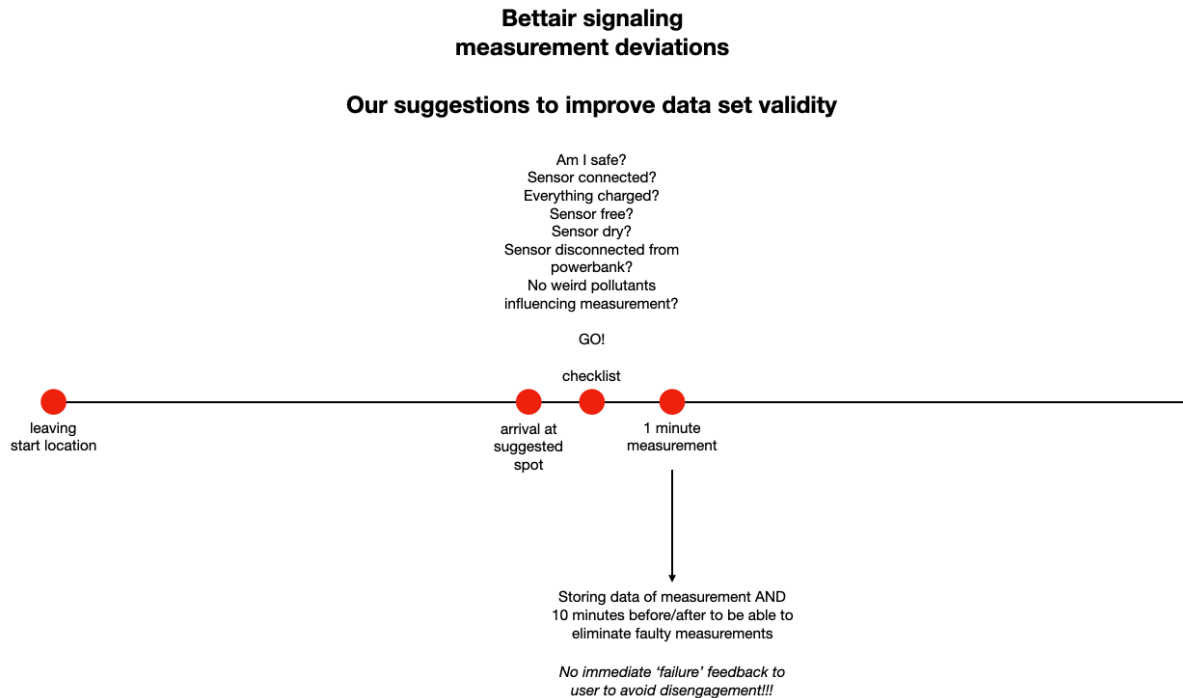 Bettair signaling
measurement deviations
Our suggestions to improve data set validity
Am I safe?
Sensor connected?
Everything charged?
Sensor free?
Sensor dry?
Sensor disconnected from
powerbank?
No weird pollutants
influencing measurement?
GO!
checklist
leaving
start location
arrival at
suggested
spot
1 minute
measurement
Storing data of measurement AND
10 minutes before/after to be able to
eliminate faulty measurements
No immediate ‘failure’ feedback to
user to avoid disengagement!!!